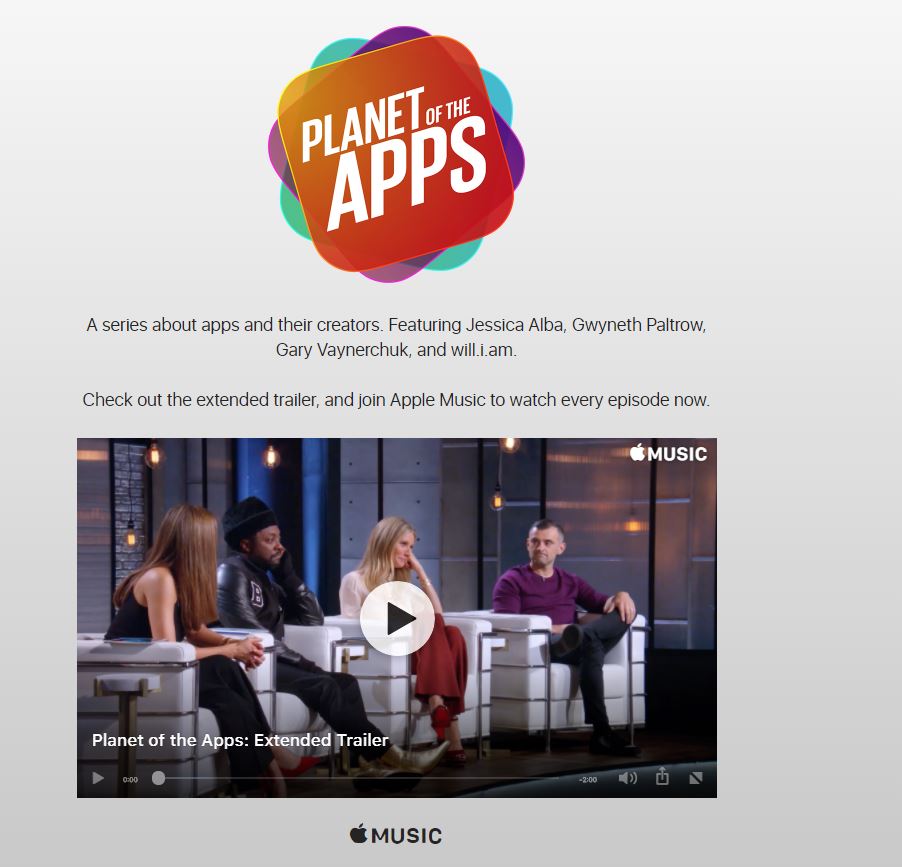 PLANET OF THE
APPS
A series about apps and their creators. Featuring Jessica Alba, Gwyneth Paltrow,
Gary Vaynerchuk, and will.i.am.
Check out the extended trailer, and join Apple Music to watch every episode now.
MUSIC
B
Planet of the Apps: Extended Trailer
0:00
-2:00
MUSIC